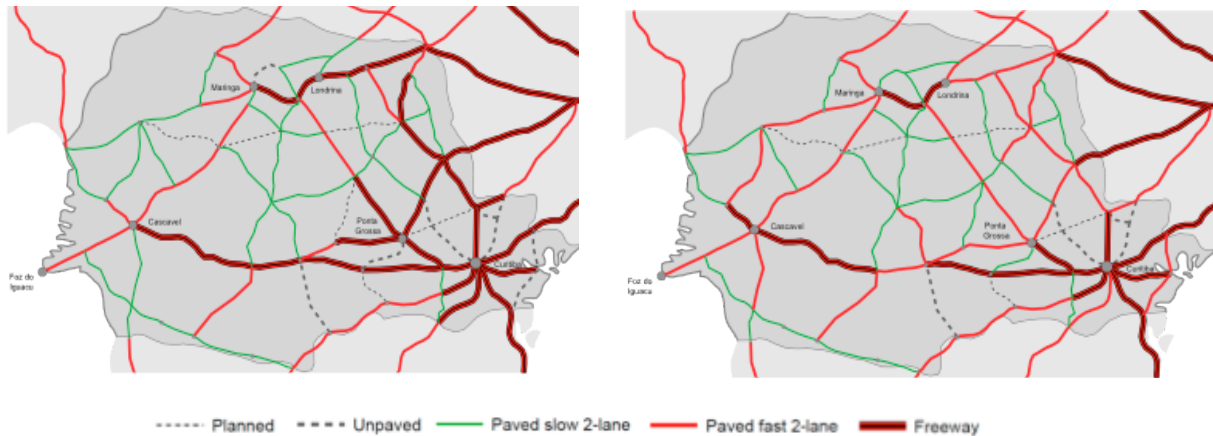 Maringa
Londrina
Cascavel
Ponta
Grossa
Foz do
Iguacu
Curitiba
Maringa
Londrina
Cascavel
Ponta
Grossa
Foz do
Iguacu
Curitiba
Planned
Unpaved
Paved slow 2-lane
Paved fast 2-lane
Freeway